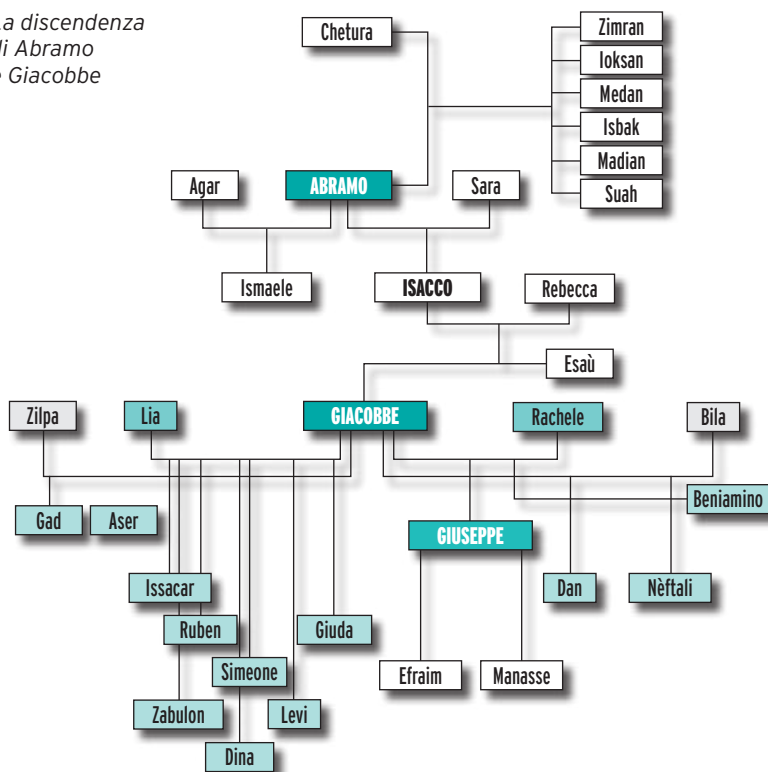 La discendenza
di Abramo
e Giacobbe
Chetura
Zimran
Ioksan
Medan
Isbak
Madian
Suah
Agar
ABRAMO
Sara
Ismaele
ISACCO
Rebecca
Esaù
Zilpa
Lia
GIACOBBE
Rachele
Bila
Gad
Aser
Beniamino
GIUSEPPE
Issacar
Dan
Nèftali
Ruben
Giuda
Simeone
Efraim
Manasse
Zabulon
Levi
Dina